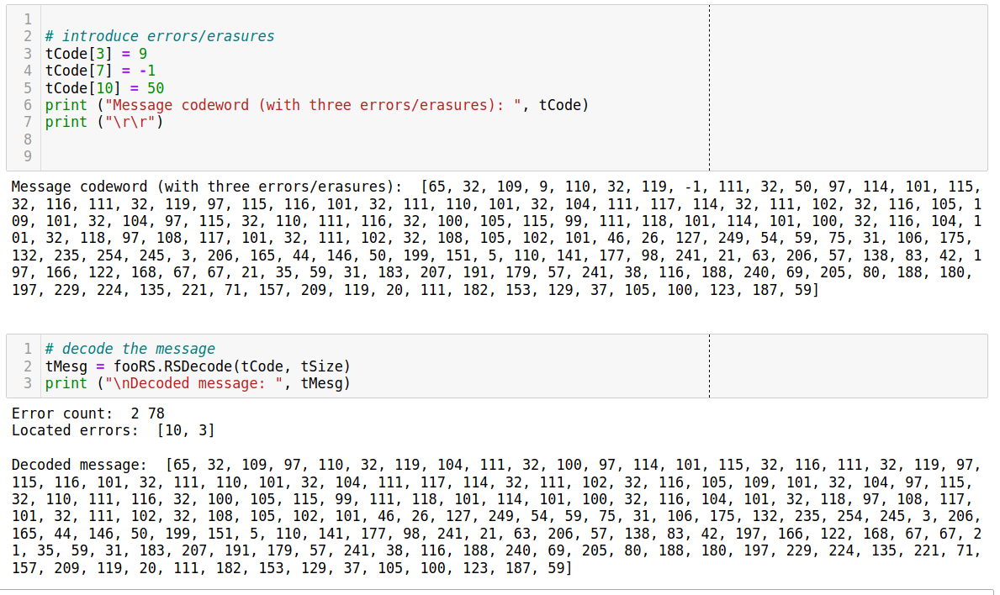 1
2 # introduce errors/erasures
3 tCode[3] = 9
4 tCode[7] = -1
5 tCode[10] = 50
6 print ("Message codeword (with three errors/erasures): ", tCode)
7 print ("\r\r")
8
9
Message codeword (with three errors/erasures):  [65, 32, 109, 9, 110, 32, 119, -1, 111, 32, 50, 97, 114, 101, 115,
32, 116, 111, 32, 119, 97, 115, 116, 101, 32, 111, 110, 101, 32, 104, 111, 117, 114, 32, 111, 102, 32, 116, 105, 1
09, 101, 32, 104, 97, 115, 32, 110, 111, 116, 32, 100, 105, 115, 99, 111, 118, 101, 114, 101, 100, 32, 116, 104, 1
01, 32, 118, 97, 108, 117, 101, 32, 111, 102, 32, 108, 105, 102, 101, 46, 26, 127, 249, 54, 59, 75, 31, 106, 175,
132, 235, 254, 245, 3, 206, 165, 44, 146, 50, 199, 151, 5, 110, 141, 177, 98, 241, 21, 63, 206, 57, 138, 83, 42, 1
97, 166, 122, 168, 67, 67, 21, 35, 59, 31, 183, 207, 191, 179, 57, 241, 38, 116, 188, 240, 69, 205, 80, 188, 180,
197, 229, 224, 135, 221, 71, 157, 209, 119, 20, 111, 182, 153, 129, 37, 105, 100, 123, 187, 59]
1 # decode the message
2 tMesg = fooRS.RSDecode(tCode, tSize)
3 print ("\nDecoded message: ", tMesg)
Error count:  2 78
Located errors:  [10, 3]
Decoded message:  [65, 32, 109, 97, 110, 32, 119, 104, 111, 32, 100, 97, 114, 101, 115, 32, 116, 111, 32, 119, 97,
115, 116, 101, 32, 111, 110, 101, 32, 104, 111, 117, 114, 32, 111, 102, 32, 116, 105, 109, 101, 32, 104, 97, 115,
32, 110, 111, 116, 32, 100, 105, 115, 99, 111, 118, 101, 114, 101, 100, 32, 116, 104, 101, 32, 118, 97, 108, 117,
101, 32, 111, 102, 32, 108, 105, 102, 101, 46, 26, 127, 249, 54, 59, 75, 31, 106, 175, 132, 235, 254, 245, 3, 206,
165, 44, 146, 50, 199, 151, 5, 110, 141, 177, 98, 241, 21, 63, 206, 57, 138, 83, 42, 197, 166, 122, 168, 67, 67, 2
1, 35, 59, 31, 183, 207, 191, 179, 57, 241, 38, 116, 188, 240, 69, 205, 80, 188, 180, 197, 229, 224, 135, 221, 71,
157, 209, 119, 20, 111, 182, 153, 129, 37, 105, 100, 123, 187, 59]